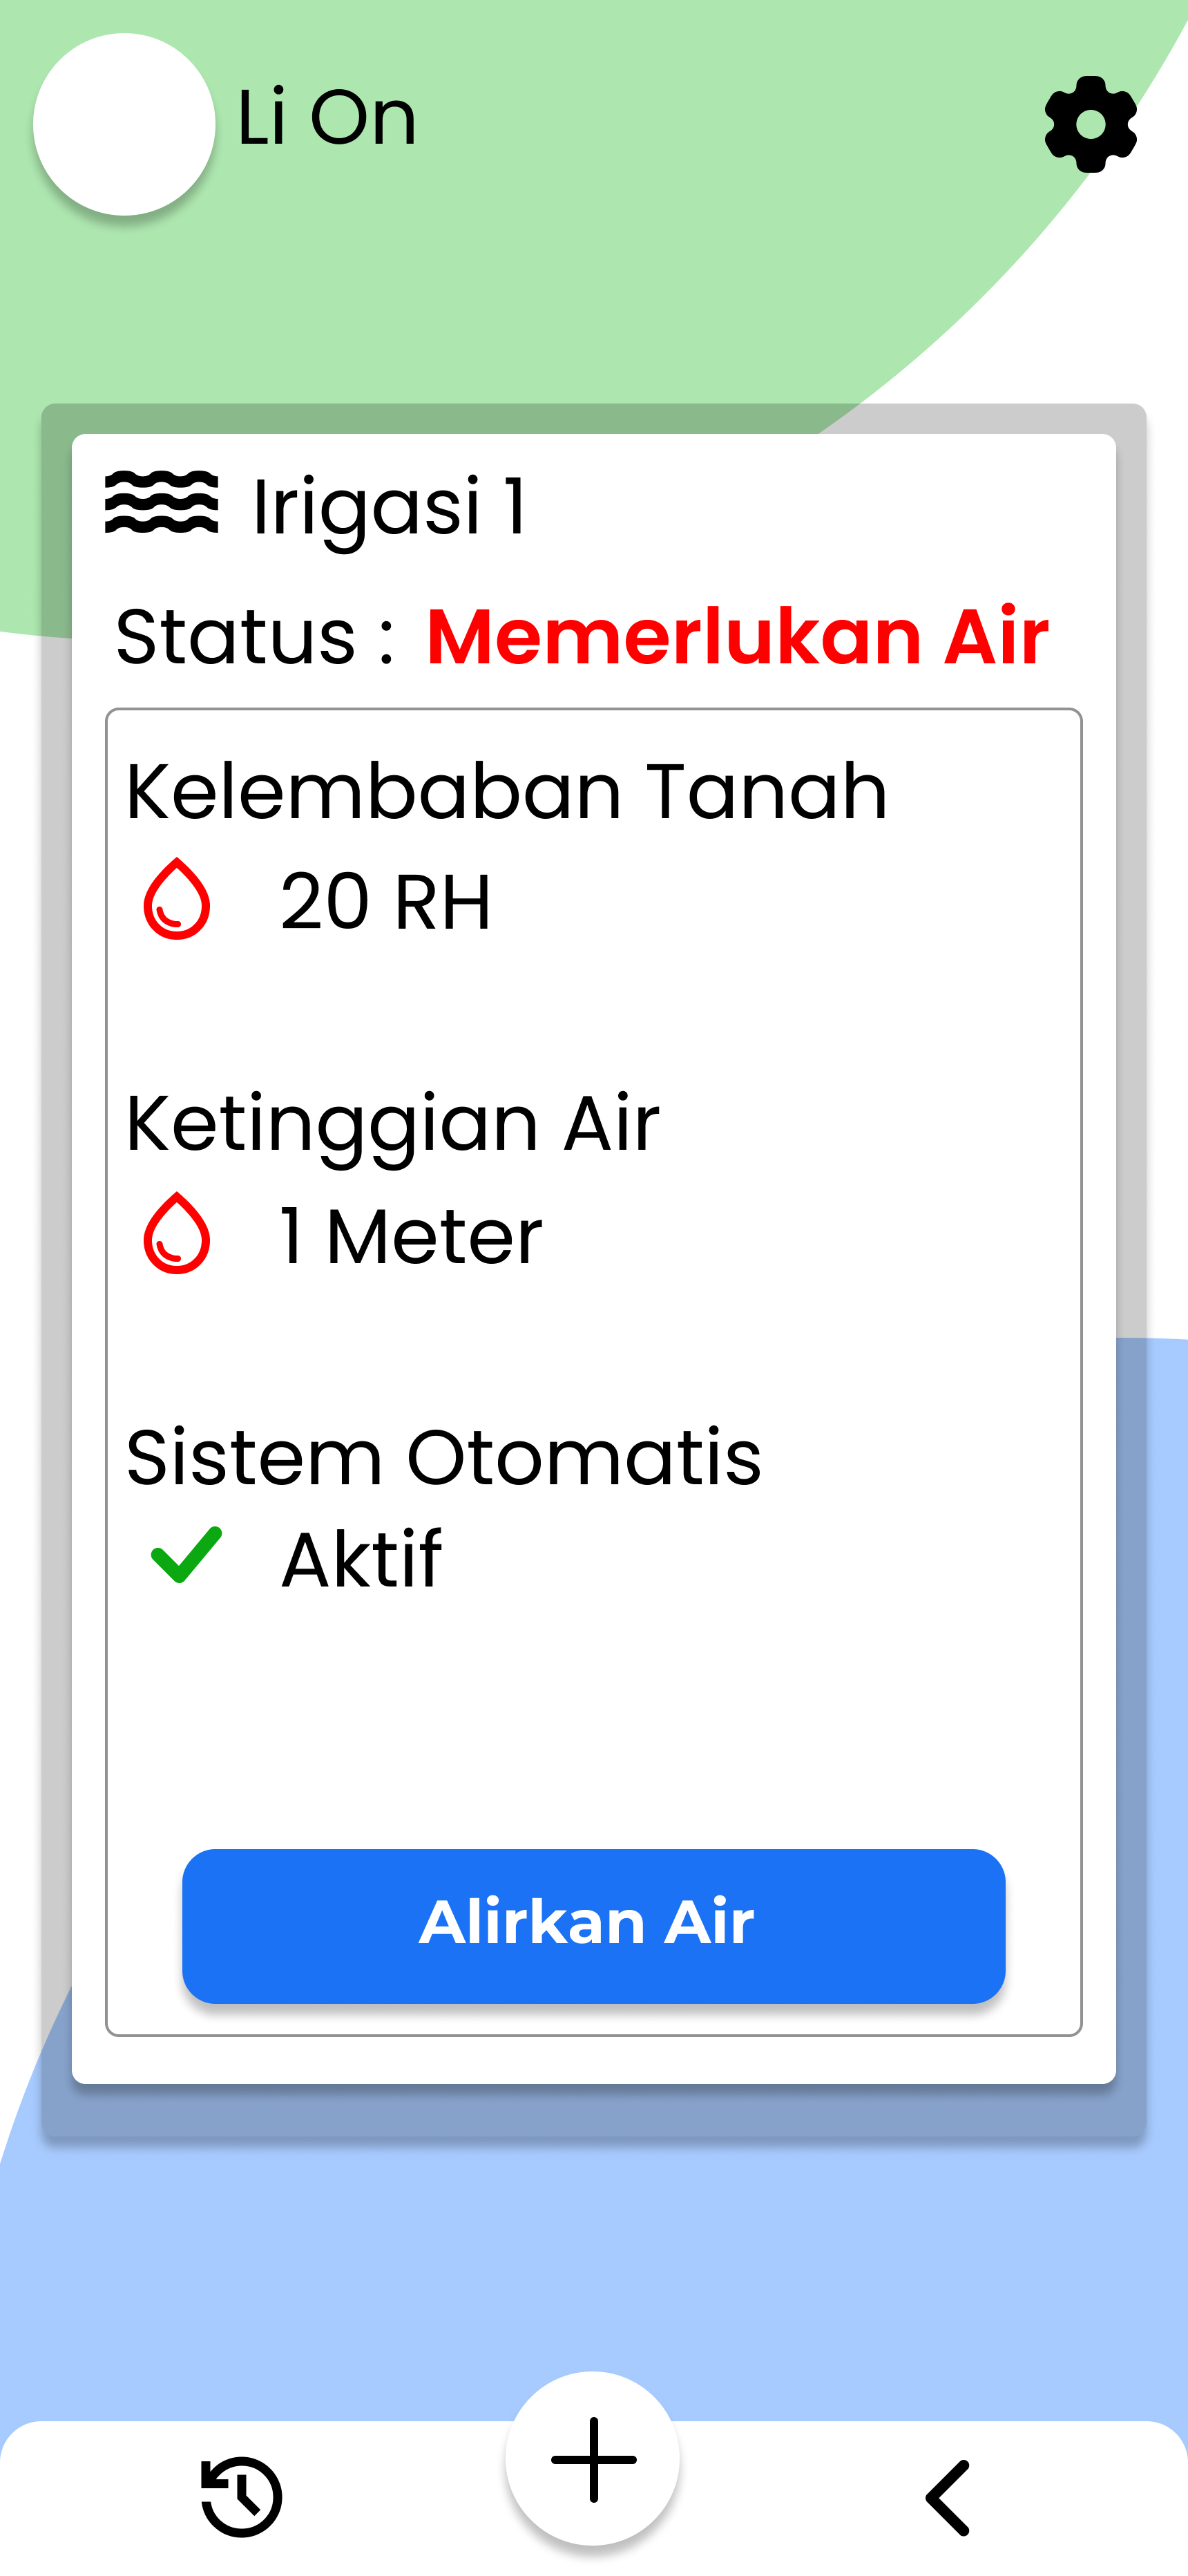 Li On
Irigasi 1
Status : Memerlukan Air
Kelembaban Tanah
20 RH
Ketinggian Air
1 Meter
Sistem Otomatis
Aktif
Alirkan Air